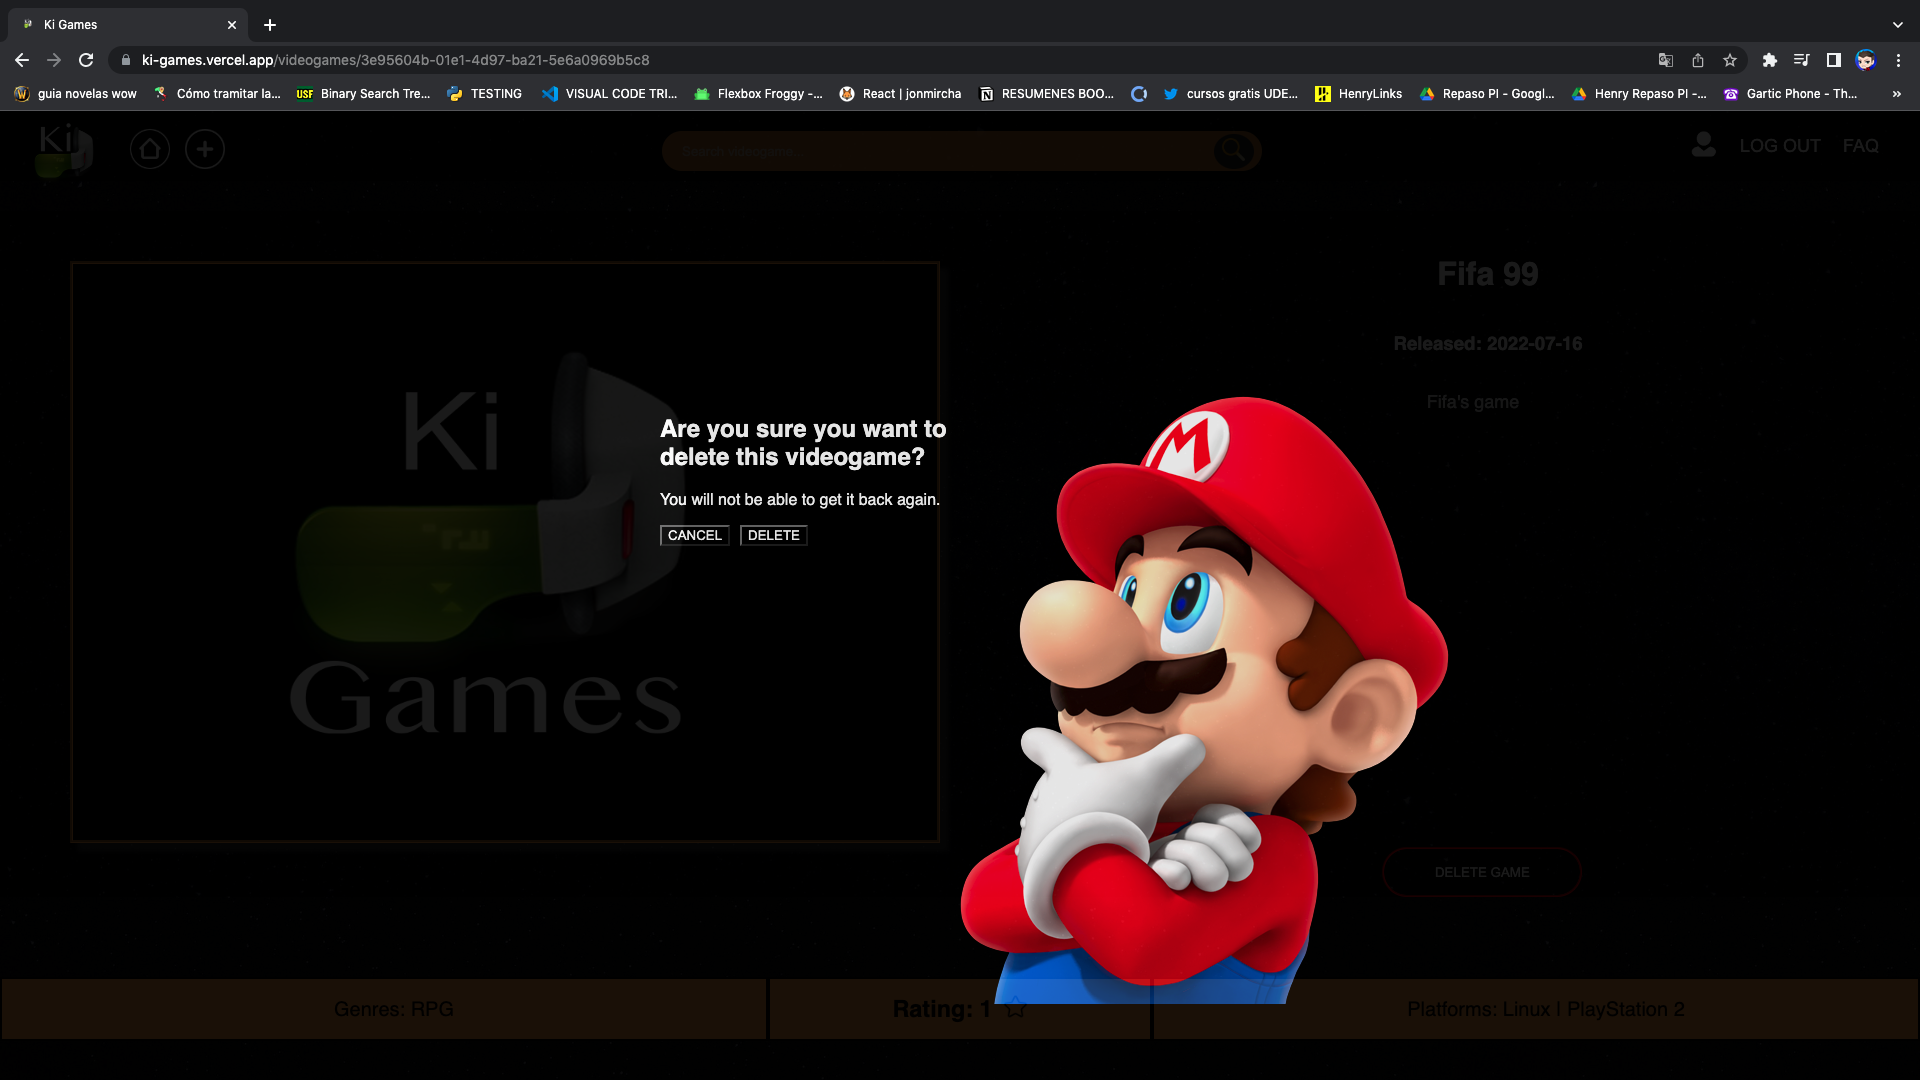 Ki Games
ki-games.vercel.app/videogames/3e95604b-01e1-4d97-ba21-5e6a0969b5c8
guia novelas wow
Cómo tramitar la...
USF Binary Search Tre...
TESTING
VISUAL CODE TRI...
Flexbox Froggy -...
React | jonmircha
RESUMENES BOO...
cursos gratis UDE...
HenryLinks
Repaso PI - Googl...
Henry Repaso PI -...
Gartic Phone - Th...
»
Ki
Search videogame...
LOG OUT
FAQ
Fifa 99
Released: 2022-07-16
Fifa's game
Ki
Games
Are you sure you want to
delete this videogame?
You will not be able to get it back again.
CANCEL
DELETE
M
DELETE GAME
Genres: RPG
Rating: 1
Platforms: Linux | PlayStation 2